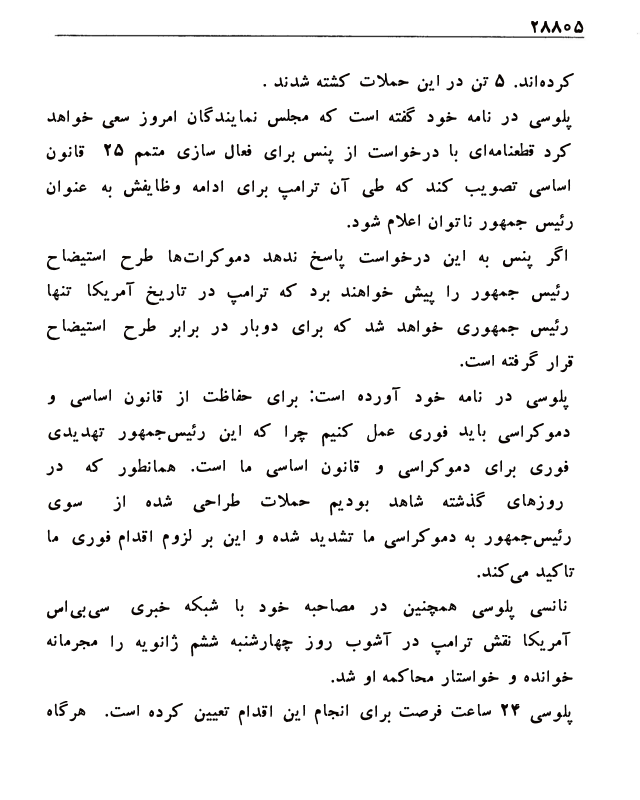 ۲۸۸۰۵
کرده‌اند. ۵ تن در این حملات کشته شدند .
پلوسی در نامه خود گفته است که مجلس نمایندگان امروز سعی خواهد
کرد قطعنامه‌ای با درخواست از پنس برای فعال سازی متمم ۲۵ قانون
اساسی تصویب کند که طی آن ترامپ برای ادامه وظایفش به عنوان
رئیس جمهور ناتوان اعلام شود.
اگر پنس به این درخواست پاسخ ندهد دموکرات‌ها طرح استیضاح
رئیس جمهور را پیش خواهند برد که ترامپ در تاریخ آمریکا تنها
رئیس جمهوری خواهد شد که برای دوبار در برابر طرح استیضاح
قرار گرفته است.
پلوسی در نامه خود آورده است: برای حفاظت از قانون اساسی و
دموکراسی باید فوری عمل کنیم چرا که این رئیس‌جمهور تهدیدی
فوری برای دموکراسی و قانون اساسی ما است. همانطور که در
روزهای گذشته شاهد بودیم حملات طراحی شده از سوی
رئیس‌جمهور به دموکراسی ما تشدید شده و این بر لزوم اقدام فوری ما
تاکید می‌کند.
نانسی پلوسی همچنین در مصاحبه خود با شبکه خبری سی‌بی‌اس
آمریکا نقش ترامپ در آشوب روز چهارشنبه ششم ژانویه را مجرمانه
خوانده و خواستار محاکمه او شد.
پلوسی ۲۴ ساعت فرصت برای انجام این اقدام تعیین کرده است. هرگاه